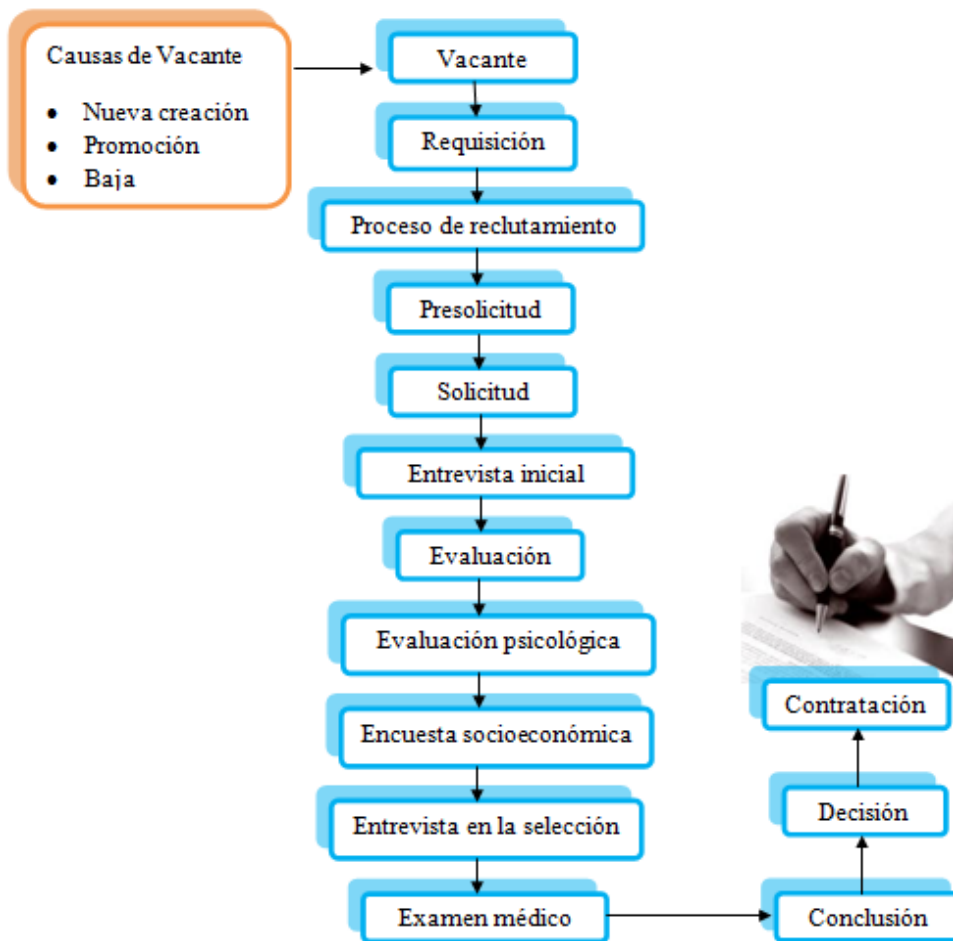 Causas de Vacante
• Nueva creación
• Promoción
• Baja
Vacante
Requisición
Proceso de reclutamiento
Presolicitud
Solicitud
Entrevista inicial
Evaluación
Evaluación psicológica
Encuesta socioeconómica
Entrevista en la selección
Examen médico
Conclusión
Decisión
Contratación